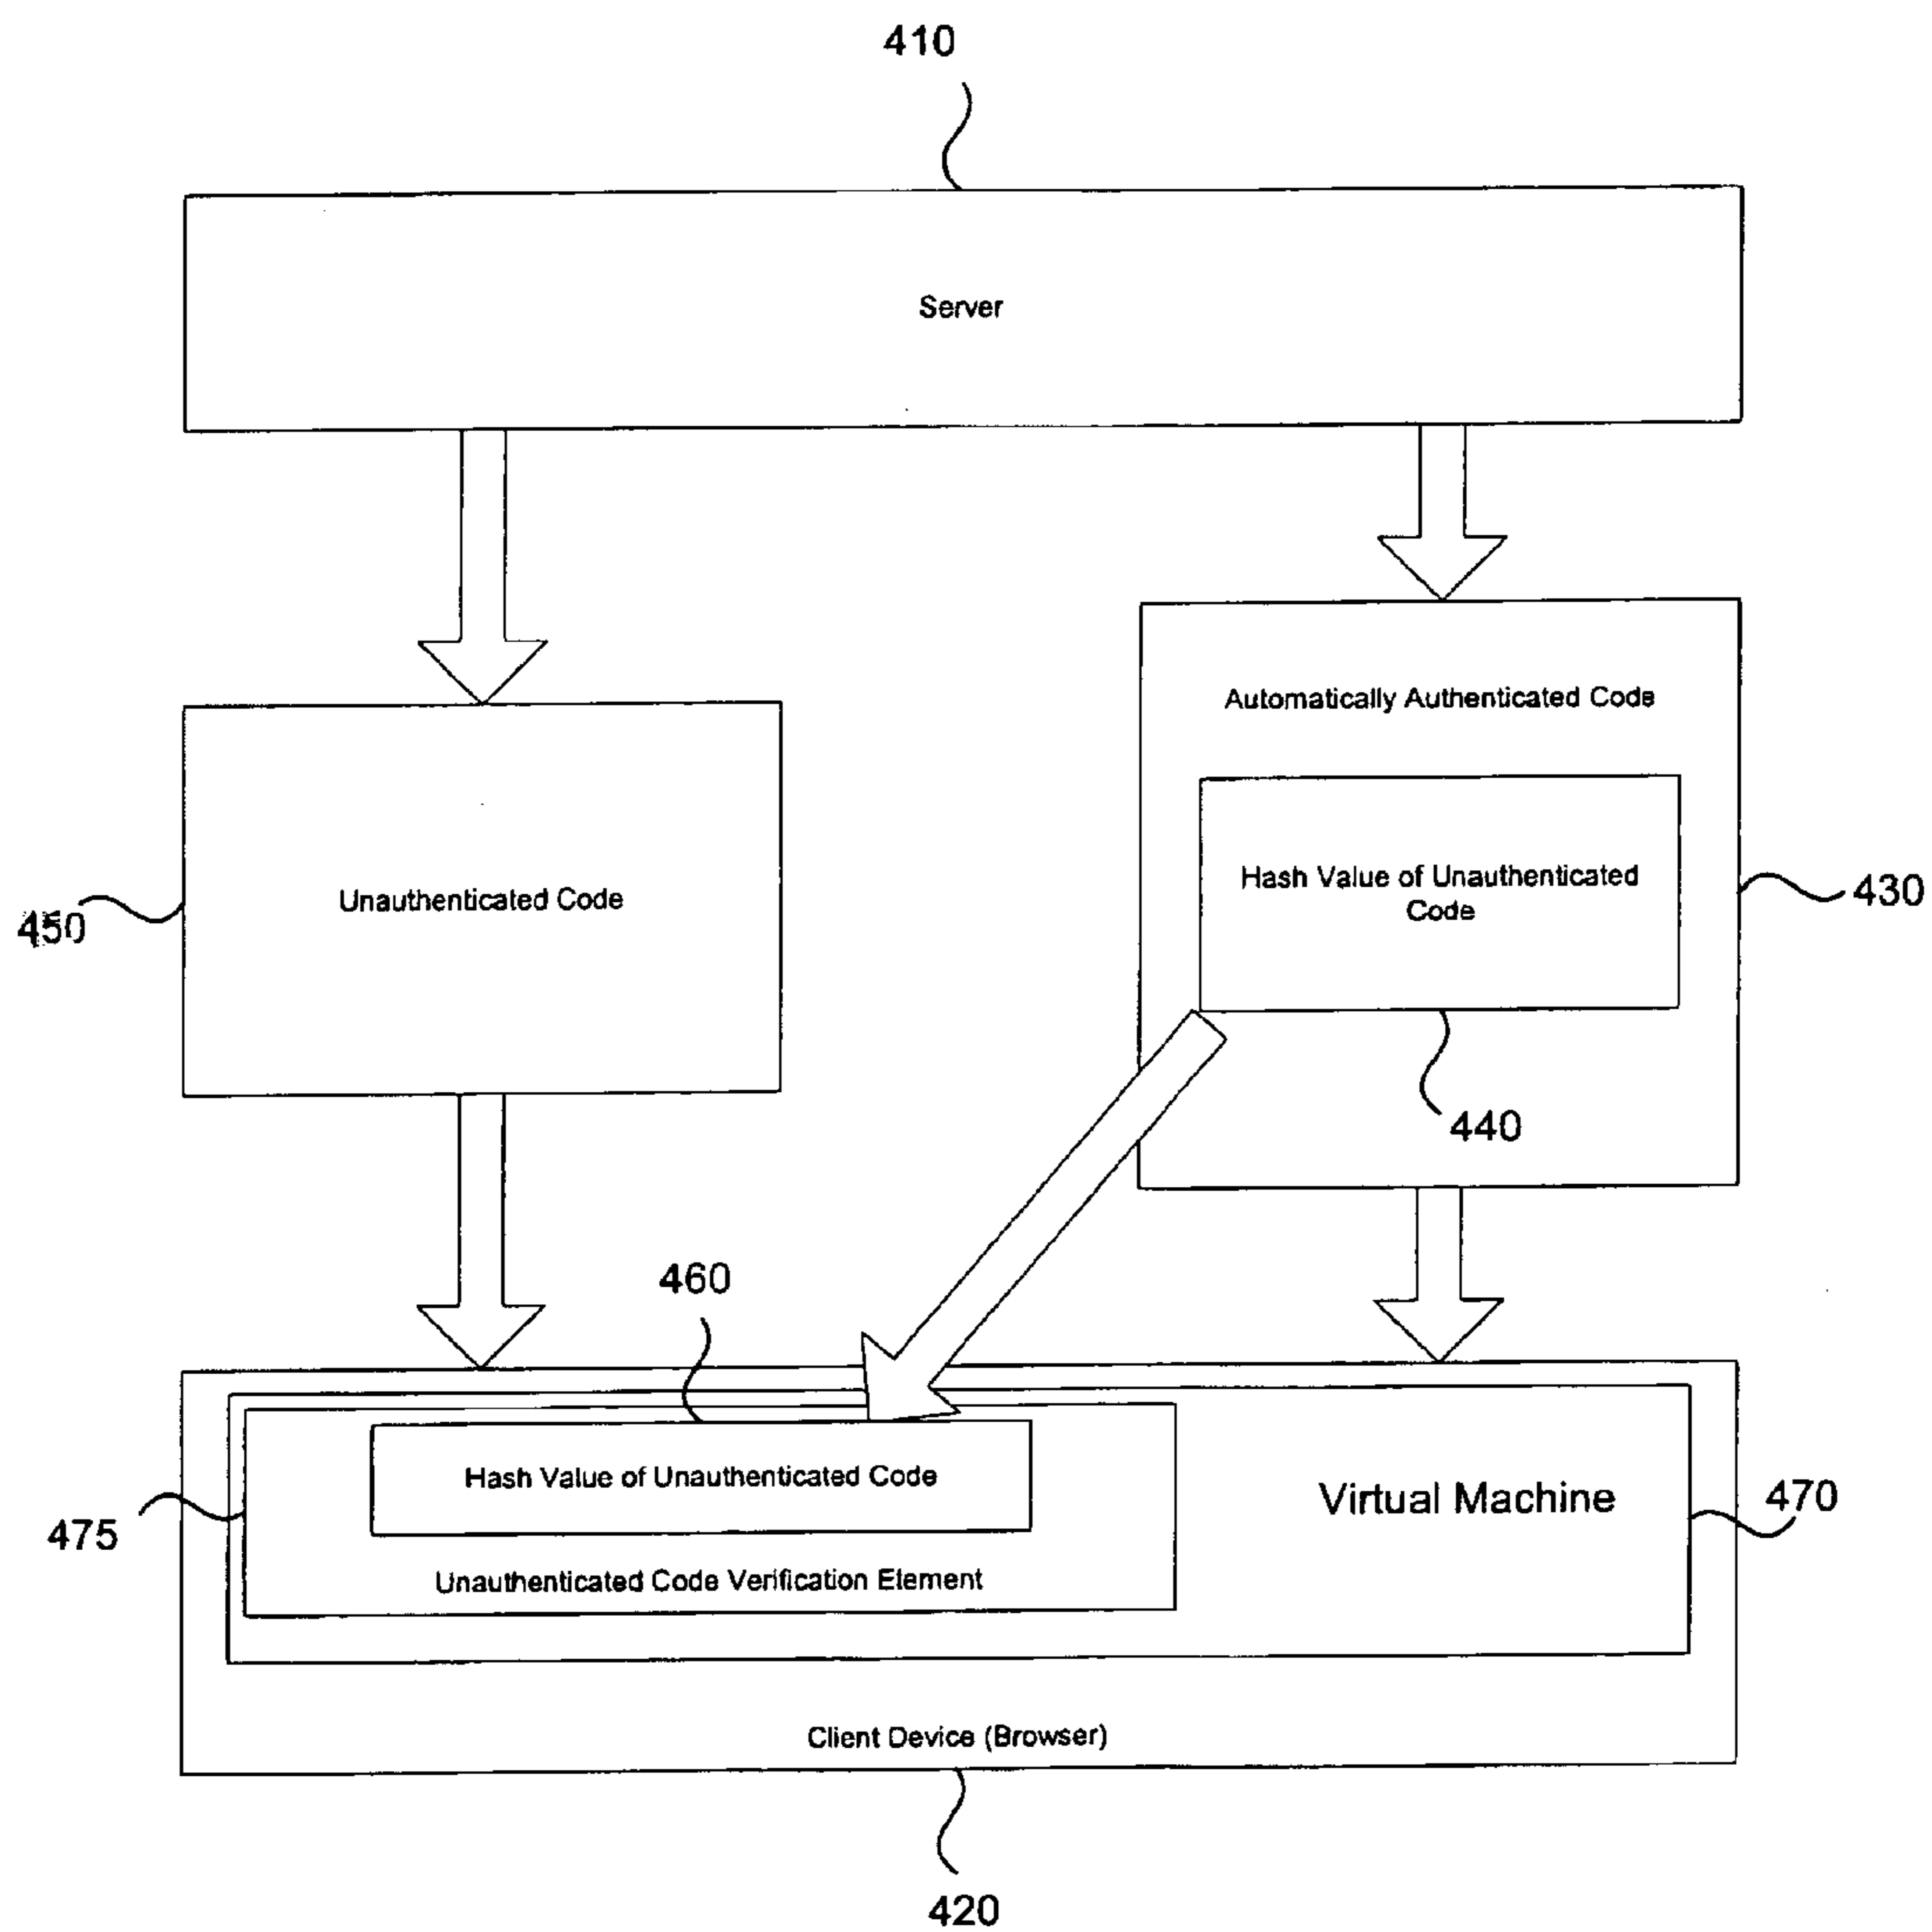 410
Server
Automatically Authenticated Code
Hash Value of Unauthenticated
Code
430
Unauthenticated Code
450
440
460
Hash Value of Unauthenticated Code
Virtual Machine
470
475
Unauthenticated Code Verification Element
Client Device (Browser)
420